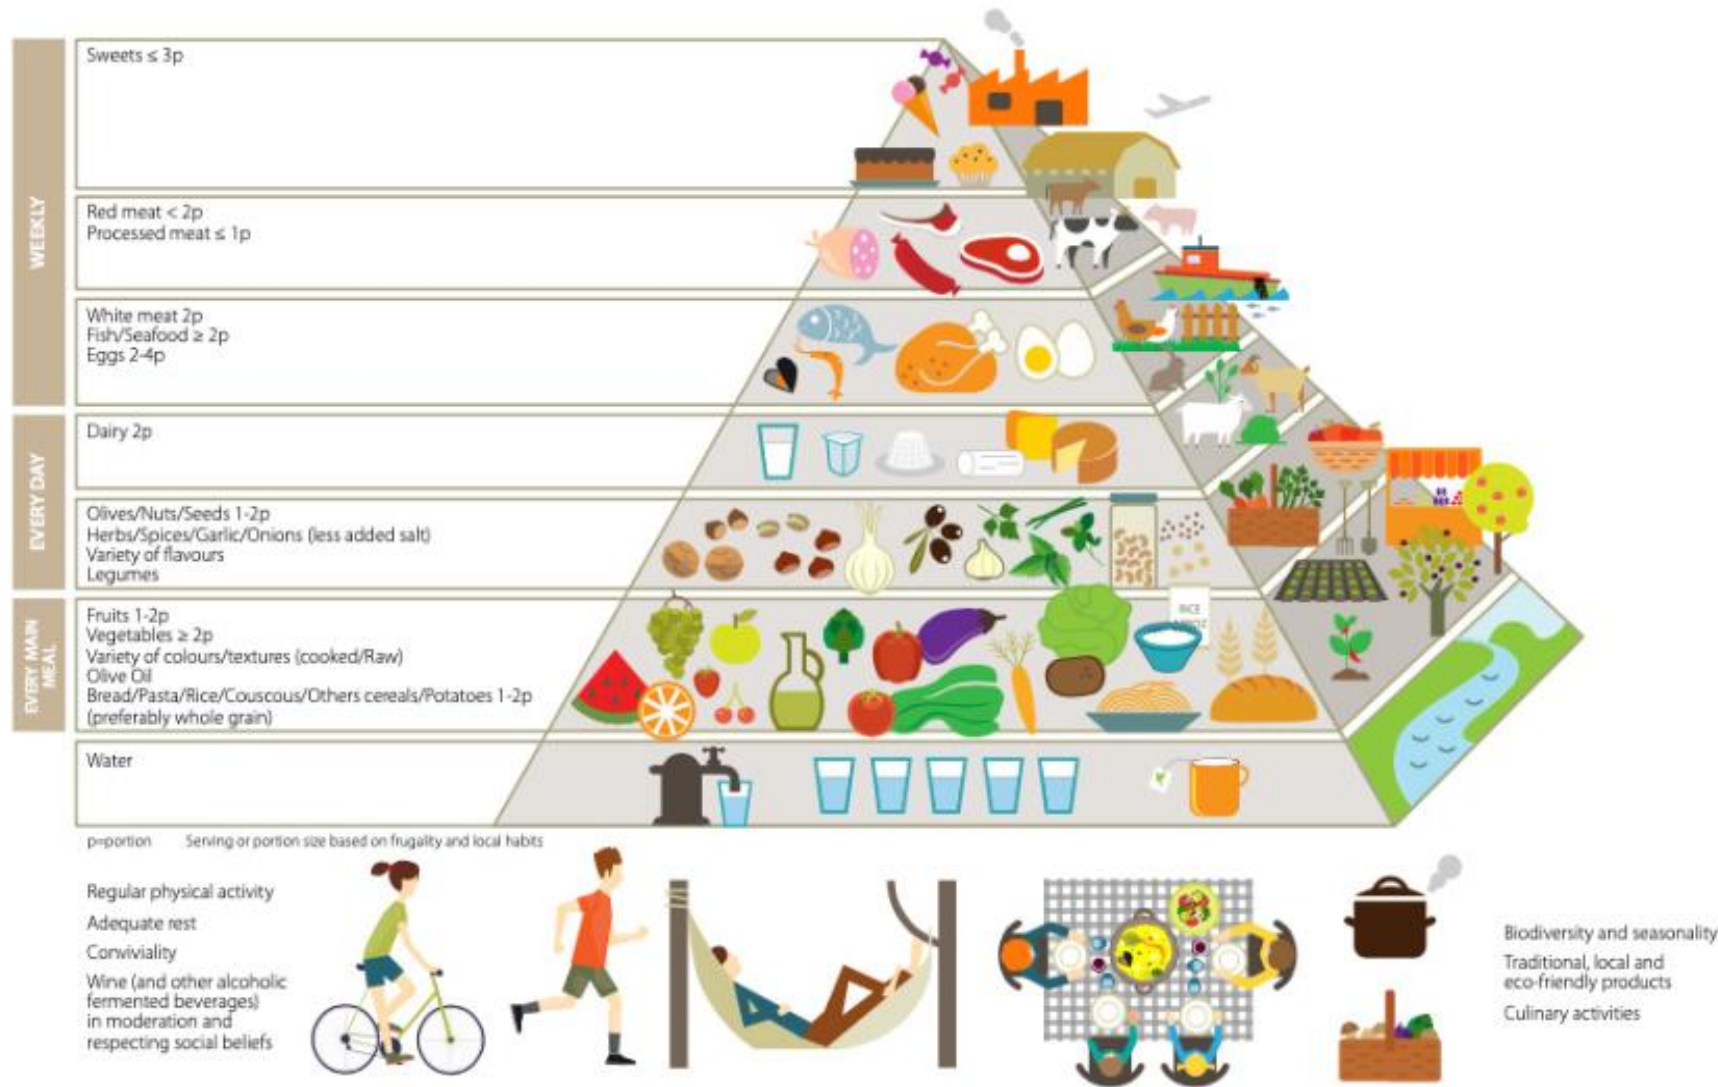 WEEKLY
Sweets ≤ 3p
Red meat < 2p
Processed meat ≤ 1p
White meat 2p
Fish/Seafood ≥ 2p
Eggs 2-4p
EVERY DAY
Dairy 2p
Olives/Nuts/Seeds 1-2p
Herbs/Spices/Garlic/Onions (less added salt)
Variety of flavours
Legumes
EVERY MAIN
MEAL
Fruits 1-2p
Vegetables ≥ 2p
Variety of colours/textures (cooked/Raw)
Olive Oil
Bread/Pasta/Rice/Couscous/Others cereals/Potatoes 1-2p
(preferably whole grain)
RICE
Water
p=portion Serving or portion size based on frugality and local habits
Regular physical activity
Adequate rest
Conviviality
Wine (and other alcoholic
fermented beverages)
in moderation and
respecting social beliefs
Biodiversity and seasonality
Traditional, local and
eco-friendly products
Culinary activities